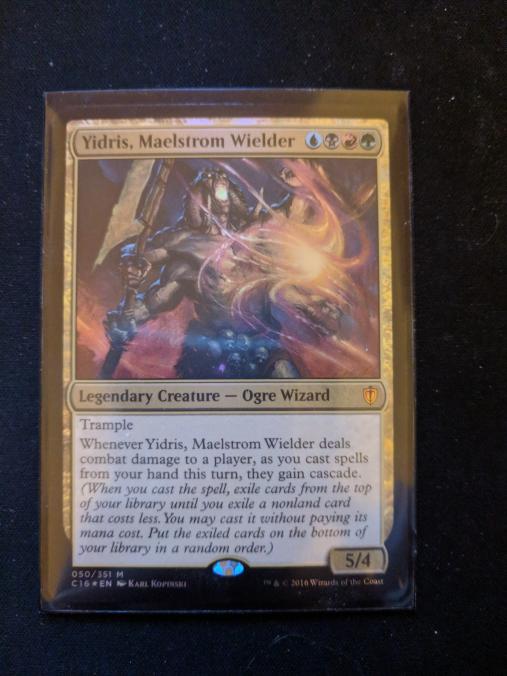 Yidris, Maelstrom Wielder
Legendary Creature — Ogre Wizard
Trample
Whenever Yidris, Maelstrom Wielder deals
combat damage to a player, as you cast
spells from your hand this turn, they gain cascade.
(When you cast the spell, exile cards from the top
of your library until you exile a nonland card
that costs less. You may cast it without paying its
mana cost. Put the exiled cards on the bottom of
your library in a random order.)
5/4
050/351 M
C16★EN Karl Kopinski
™ & © 2016 Wizards of the Coast